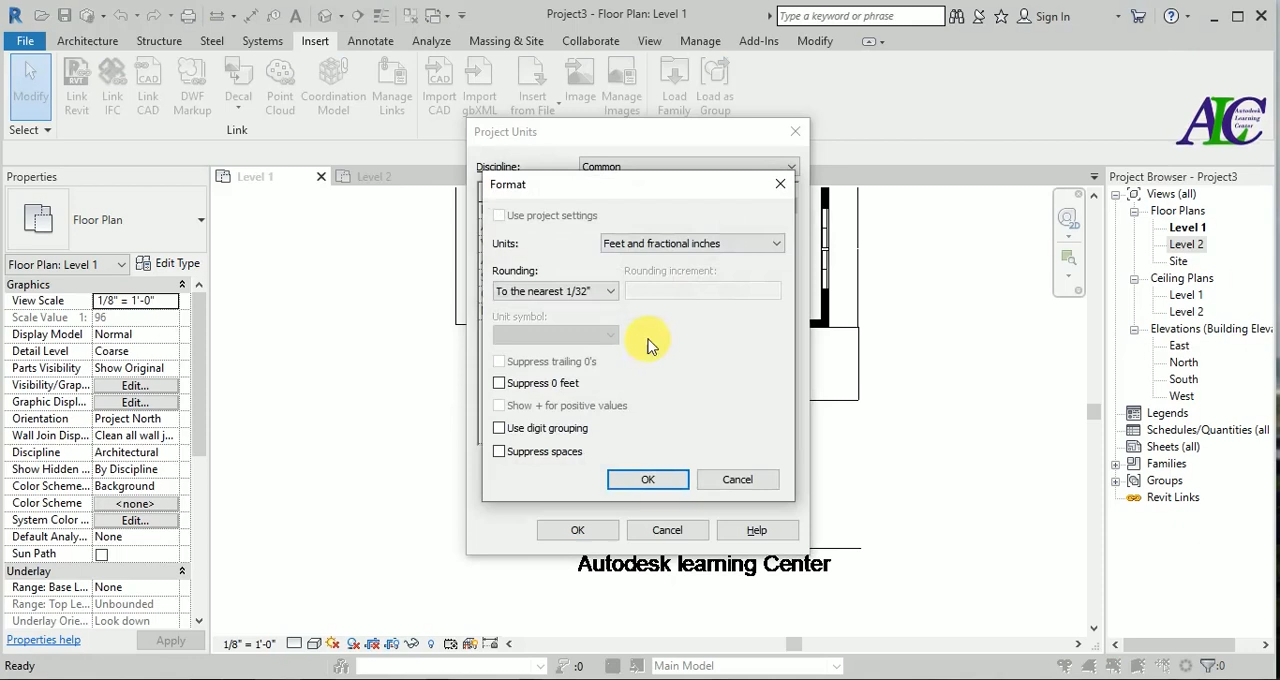 Project3 - Floor Plan: Level 1
Type a keyword or phrase
Sign In
File
Architecture
Structure
Steel
Systems
Insert
Annotate
Analyze
Massing & Site
Collaborate
View
Manage
Add-Ins
Modify
Modify
Link
Revit
Link
IFC
Link
CAD
DWF
Markup
Decal
Point
Cloud
Coordination
Model
Manage
Links
Import
CAD
Import
gbXML
Insert
from File
Image
Manage
Images
Load
Family
Load as
Group
Select
Link
ALC
Autodesk
Learning
Center
Properties
Floor Plan
Floor Plan: Level 1
Edit Type
Graphics
View Scale 1/8" = 1'-0"
Scale Value 1: 96
Display Model Normal
Detail Level Coarse
Parts Visibility Show Original
Visibility/Grap... Edit...
Graphic Displ... Edit...
Orientation Project North
Wall Join Disp... Clean all wall j...
Discipline Architectural
Show Hidden ... By Discipline
Color Scheme ... Background
Color Scheme <none>
System Color ... Edit...
Default Analy... None
Sun Path
Underlay
Range: Base L... None
Range: Top Le... Unbounded
Underlay Orie... Look down
Properties help
Apply
Level 1
Level 2
Project Units
Discipline: Common
Format
Use project settings
Units: Feet and fractional inches
Rounding: Rounding increment:
To the nearest 1/32"
Unit symbol:
Suppress trailing 0's
Suppress 0 feet
Show + for positive values
Use digit grouping
Suppress spaces
OK Cancel
OK Cancel Help
Autodesk learning Center
Project Browser - Project3
Views (all)
Floor Plans
Level 1
Level 2
Site
Ceiling Plans
Level 1
Level 2
Elevations (Building Eleva
East
North
South
West
Legends
Schedules/Quantities (all
Sheets (all)
Families
Groups
Revit Links
1/8" = 1'-0"
Ready
:0
Main Model
:0